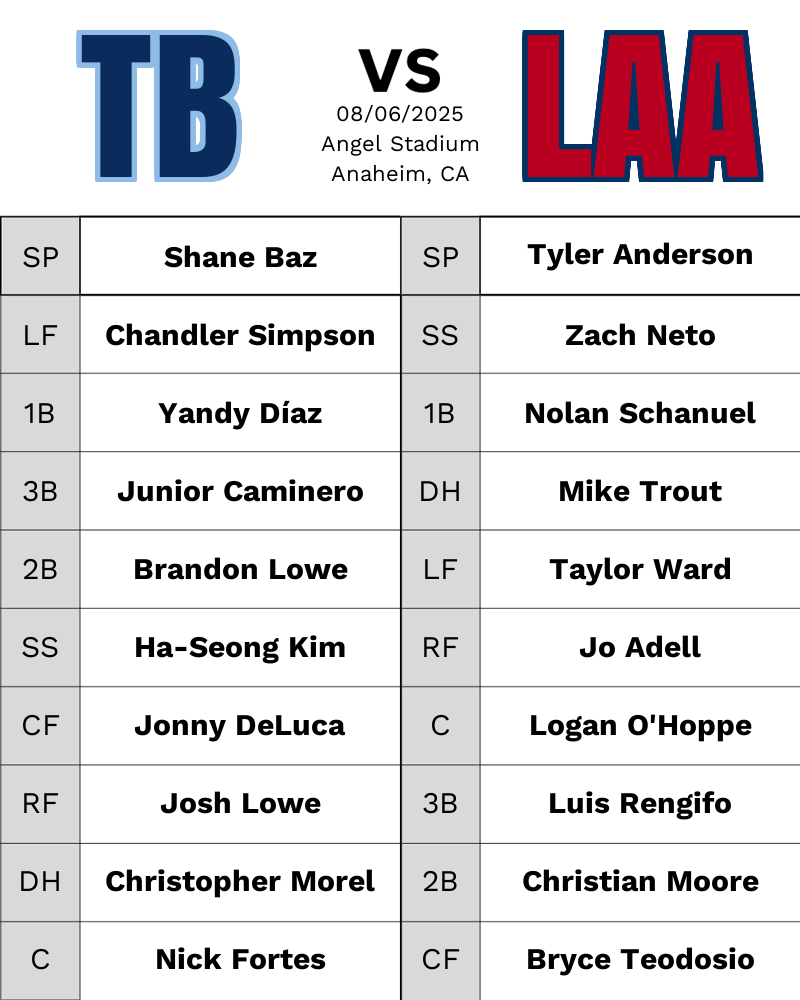 TB
VS
LAA
08/06/2025
Angel Stadium
Anaheim, CA
SP Shane Baz SP Tyler Anderson
LF Chandler Simpson SS Zach Neto
1B Yandy Díaz 1B Nolan Schanuel
3B Junior Caminero DH Mike Trout
2B Brandon Lowe LF Taylor Ward
SS Ha-Seong Kim RF Jo Adell
CF Jonny DeLuca C Logan O'Hoppe
RF Josh Lowe 3B Luis Rengifo
DH Christopher Morel 2B Christian Moore
C Nick Fortes CF Bryce Teodosio